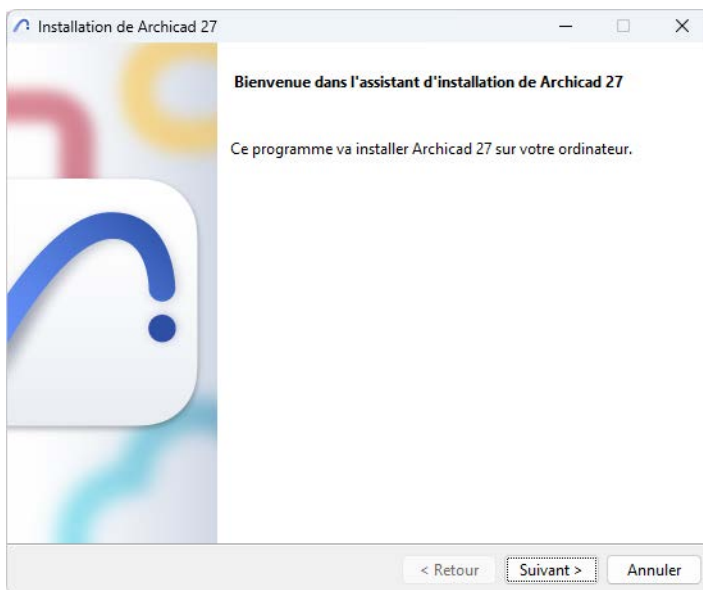 Installation de Archicad 27
Bienvenue dans l'assistant d'installation de Archicad 27
Ce programme va installer Archicad 27 sur votre ordinateur.
< Retour
Suivant >
Annuler